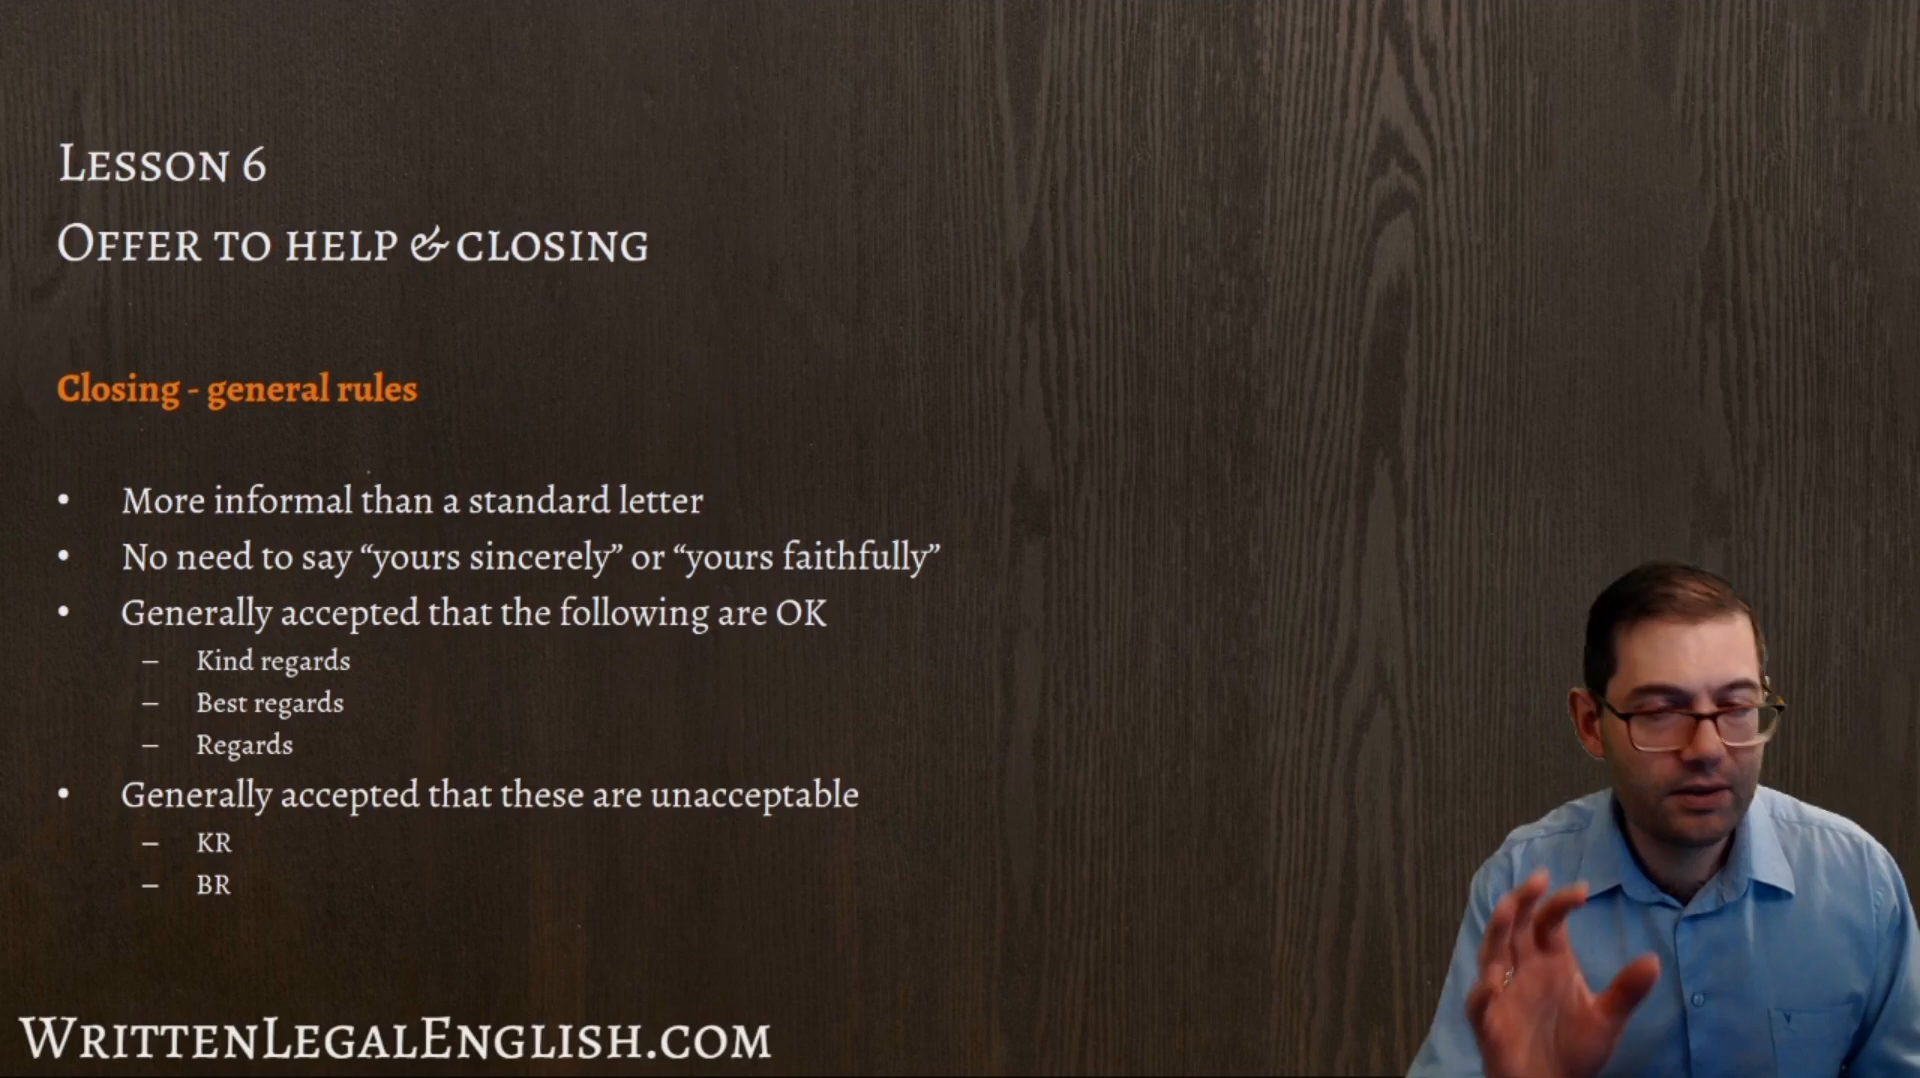 Lesson 6
Offer to help & closing
Closing - general rules
• More informal than a standard letter
• No need to say “yours sincerely” or “yours faithfully”
• Generally accepted that the following are OK
– Kind regards
– Best regards
– Regards
• Generally accepted that these are unacceptable
– KR
– BR
WrittenLegalEnglish.com